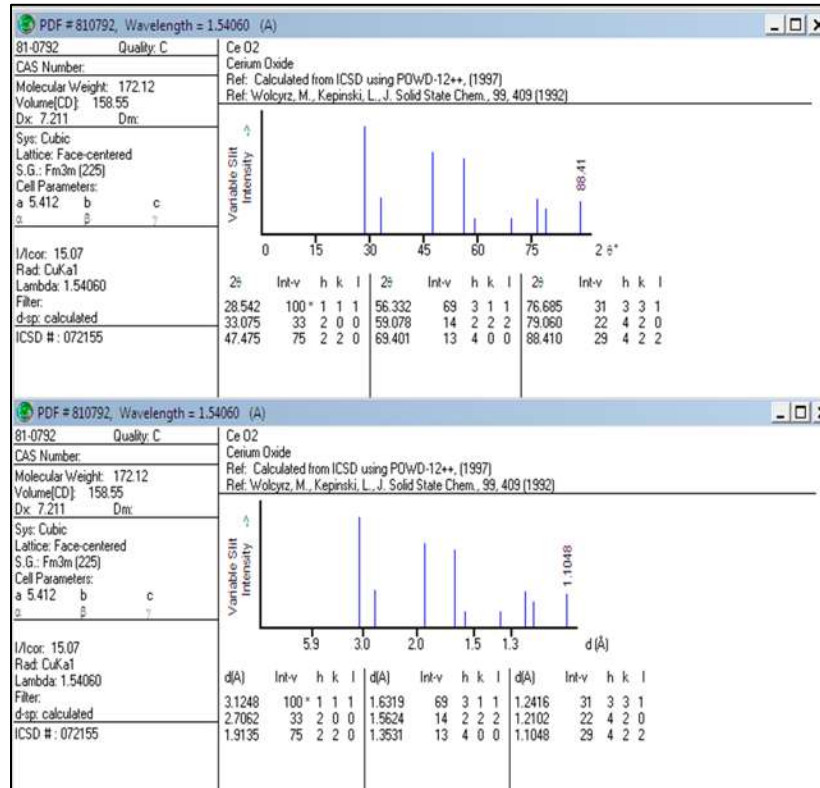 PDF # 810792, Wavelength = 1.54060 (A)
81-0792 Quality: C
CAS Number:
Molecular Weight: 172.12
Volume[CD]: 158.55
Dx: 7.211 Dm:
Sys: Cubic
Lattice: Face-centered
S.G.: Fm3m (225)
Cell Parameters:
a 5.412 b c
α β γ
I/Icor: 15.07
Rad: CuKa1
Lambda: 1.54060
Filter:
d-sp: calculated
ICSD # : 072155
Ce O2
Cerium Oxide
Ref: Calculated from ICSD using POWD-12++, (1997)
Ref: Wolcyrz, M., Kepinski, L., J. Solid State Chem., 99, 409 (1992)
Variable Slit
Intensity ->
88.41
0 15 30 45 60 75 2 θ°
2θ Int-v h k l 2θ Int-v h k l 2θ Int-v h k l
28.542 100 * 1 1 1 56.332 69 3 1 1 76.685 31 3 3 1
33.075 33 2 0 0 59.078 14 2 2 2 79.060 22 4 2 0
47.475 75 2 2 0 69.401 13 4 0 0 88.410 29 4 2 2
PDF # 810792, Wavelength = 1.54060 (A)
81-0792 Quality: C
CAS Number:
Molecular Weight: 172.12
Volume[CD]: 158.55
Dx: 7.211 Dm:
Sys: Cubic
Lattice: Face-centered
S.G.: Fm3m (225)
Cell Parameters:
a 5.412 b c
α β γ
I/Icor: 15.07
Rad: CuKa1
Lambda: 1.54060
Filter:
d-sp: calculated
ICSD # : 072155
Ce O2
Cerium Oxide
Ref: Calculated from ICSD using POWD-12++, (1997)
Ref: Wolcyrz, M., Kepinski, L., J. Solid State Chem., 99, 409 (1992)
Variable Slit
Intensity ->
1.1048
5.9 3.0 2.0 1.5 1.3 d (Å)
d(A) Int-v h k l d(A) Int-v h k l d(A) Int-v h k l
3.1248 100 * 1 1 1 1.6319 69 3 1 1 1.2416 31 3 3 1
2.7062 33 2 0 0 1.5624 14 2 2 2 1.2102 22 4 2 0
1.9135 75 2 2 0 1.3531 13 4 0 0 1.1048 29 4 2 2